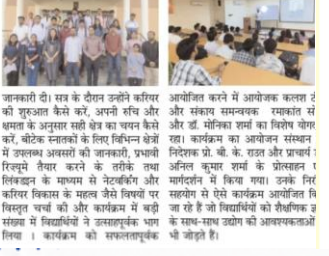 जानकारी दी। सत्र के दौरान उन्होंने करियर
की शुरुआत कैसे करें, अपनी रुचि और
क्षमता के अनुसार सही क्षेत्र का चयन कैसे
करें, बीटेक स्नातकों के लिए विभिन्न क्षेत्रों
में उपलब्ध अवसरों की जानकारी, प्रभावी
रिज्यूमे तैयार करने के तरीके तथा
लिंक्डइन के माध्यम से नेटवर्किंग और
करियर विकास के महत्व जैसे विषयों पर
विस्तृत चर्चा की और कार्यक्रम में बड़ी
संख्या में विद्यार्थियों ने उत्साहपूर्वक भाग
लिया । कार्यक्रम को सफलतापूर्वक
आयोजित करने में आयोजक कलश
और संकाय समन्वयक रमाकांत
और डॉ. मोनिका शर्मा का विशेष
रहा। कार्यक्रम का आयोजन संस्थान
निदेशक प्रो. बी. के. राउत और प्राचार्य
अनिल कुमार शर्मा के प्रोत्साहन
मार्गदर्शन में किया गया। उनके
सहयोग से ऐसे कार्यक्रम आयोजित
जा रहे हैं जो विद्यार्थियों को शैक्षणिक
के साथ-साथ उद्योग की आवश्यकताओं
भी जोड़ते हैं।